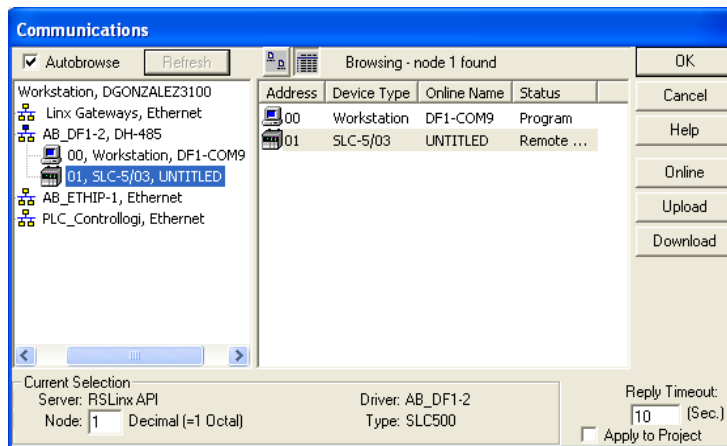 Communications
Autobrowse
Refresh
Browsing - node 1 found
OK
Cancel
Help
Online
Upload
Download
Workstation, DGONZALEZ3100
Linx Gateways, Ethernet
AB_DF1-2, DH-485
00, Workstation, DF1-COM9
01, SLC-5/03, UNTITLED
AB_ETHIP-1, Ethernet
PLC_Controllogi, Ethernet
Address Device Type Online Name Status
00 Workstation DF1-COM9 Program
01 SLC-5/03 UNTITLED Remote ...
Current Selection
Server: RSLinx API Driver: AB_DF1-2
Node: 1 Decimal (=1 Octal) Type: SLC500
Reply Timeout:
10 (Sec.)
Apply to Project